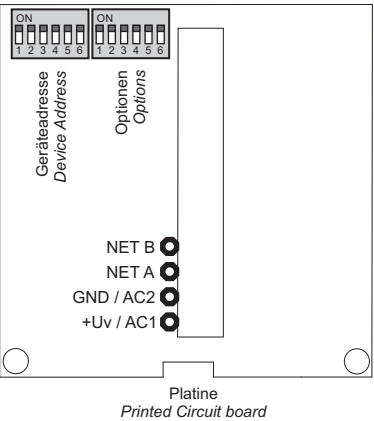 ON ON
1 2 3 4 5 6 1 2 3 4 5 6
Geräteadresse
Device Address
Optionen
Options
NET B
NET A
GND / AC2
+Uv / AC1
Platine
Printed Circuit board